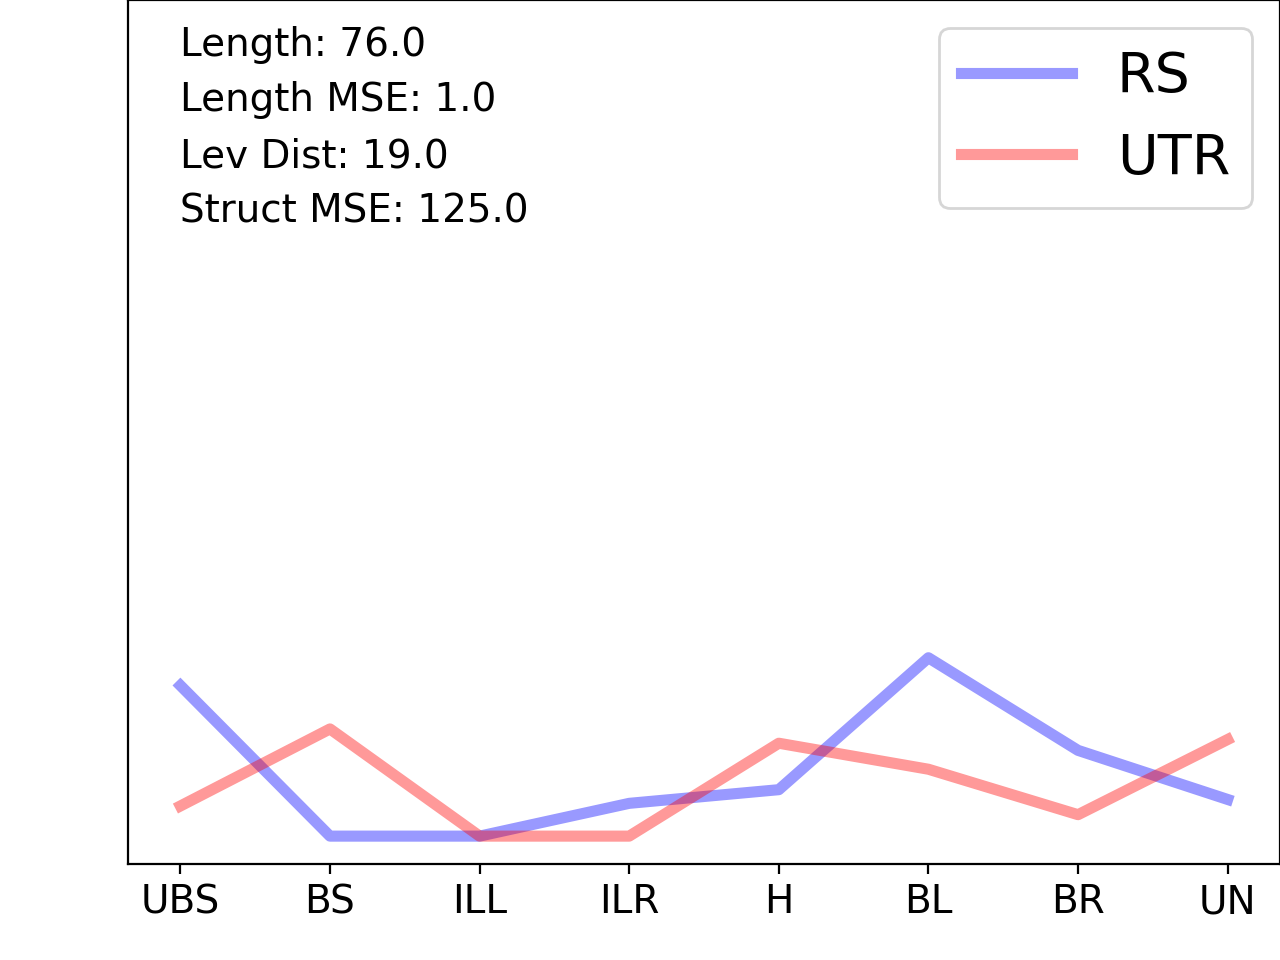 Length: 76.0
Length MSE: 1.0
Lev Dist: 19.0
Struct MSE: 125.0
RS
UTR
UBS BS ILL ILR H BL BR UN